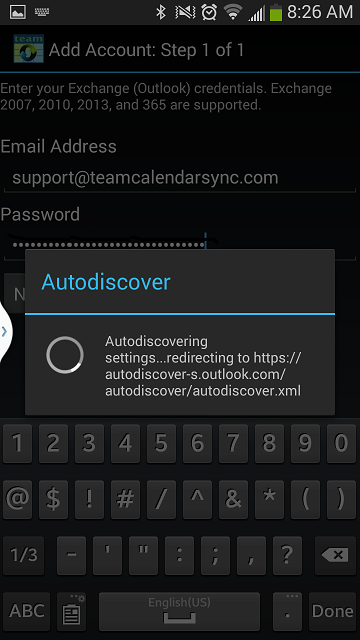 8:26 AM
team
Add Account: Step 1 of 1
Enter your Exchange (Outlook) credentials. Exchange
2007, 2010, 2013, and 365 are supported.
Email Address
support@teamcalendarsync.com
Password
••••••••••••••••••••••••••••••••
N
Autodiscover
Autodiscovering
settings...redirecting to https://
autodiscover-s.outlook.com/
autodiscover/autodiscover.xml
1 2 3 4 5 6 7 8 9 0
@ $ ! # / ^ & * ( )
1/3 - ' " : ; , ?
ABC English(US) . Done